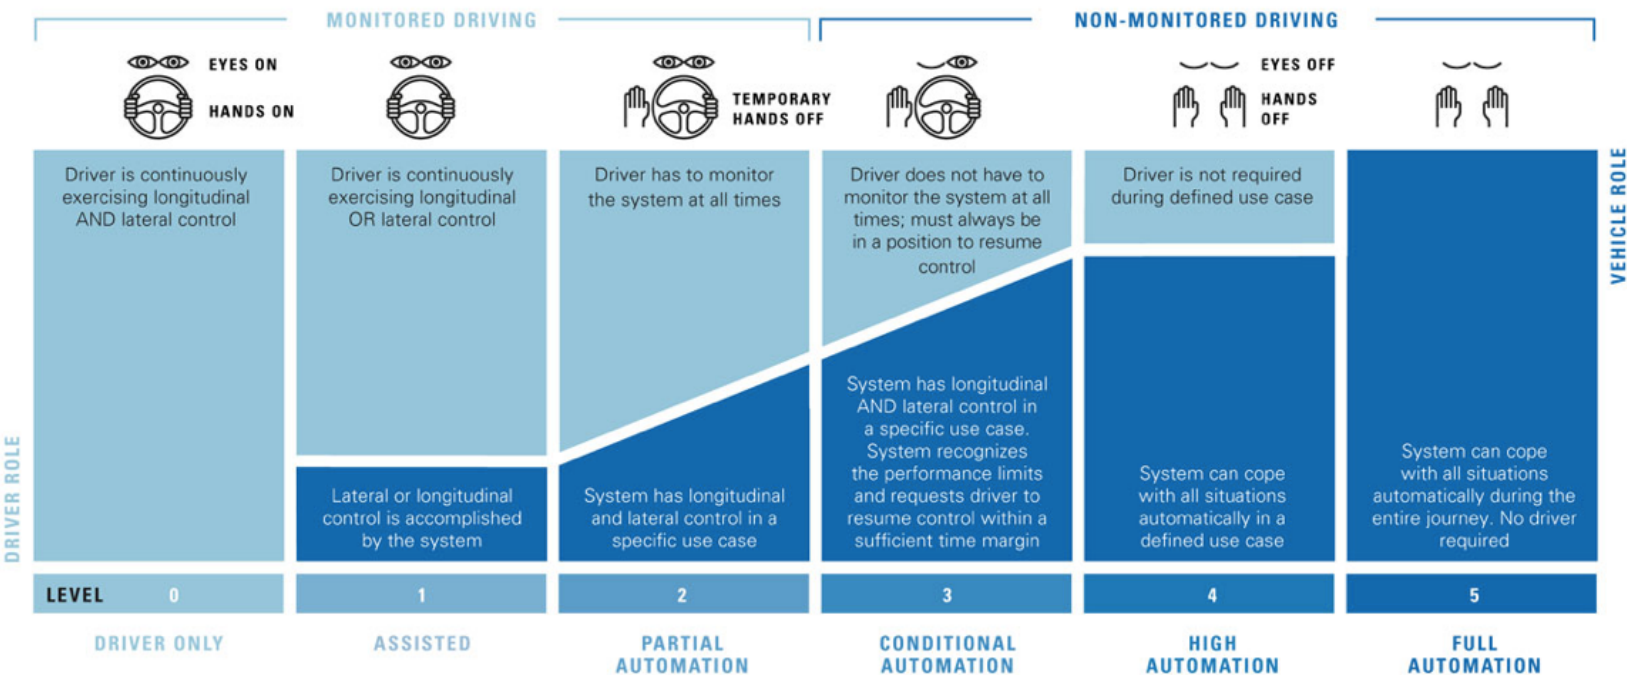 MONITORED DRIVING
NON-MONITORED DRIVING
EYES ON
HANDS ON
TEMPORARY
HANDS OFF
EYES OFF
HANDS
OFF
DRIVER ROLE
Driver is continuously
exercising longitudinal
AND lateral control
Driver is continuously
exercising longitudinal
OR lateral control
Lateral or longitudinal
control is accomplished
by the system
Driver has to monitor
the system at all times
System has longitudinal
and lateral control in a
specific use case
Driver does not have to
monitor the system at all
times; must always be
in a position to resume
control
System has longitudinal
AND lateral control in
a specific use case.
System recognizes
the performance limits
and requests driver to
resume control within a
sufficient time margin
Driver is not required
during defined use case
System can cope
with all situations
automatically in a
defined use case
System can cope
with all situations
automatically during the
entire journey. No driver
required
VEHICLE ROLE
LEVEL 0 1 2 3 4 5
DRIVER ONLY
ASSISTED
PARTIAL
AUTOMATION
CONDITIONAL
AUTOMATION
HIGH
AUTOMATION
FULL
AUTOMATION